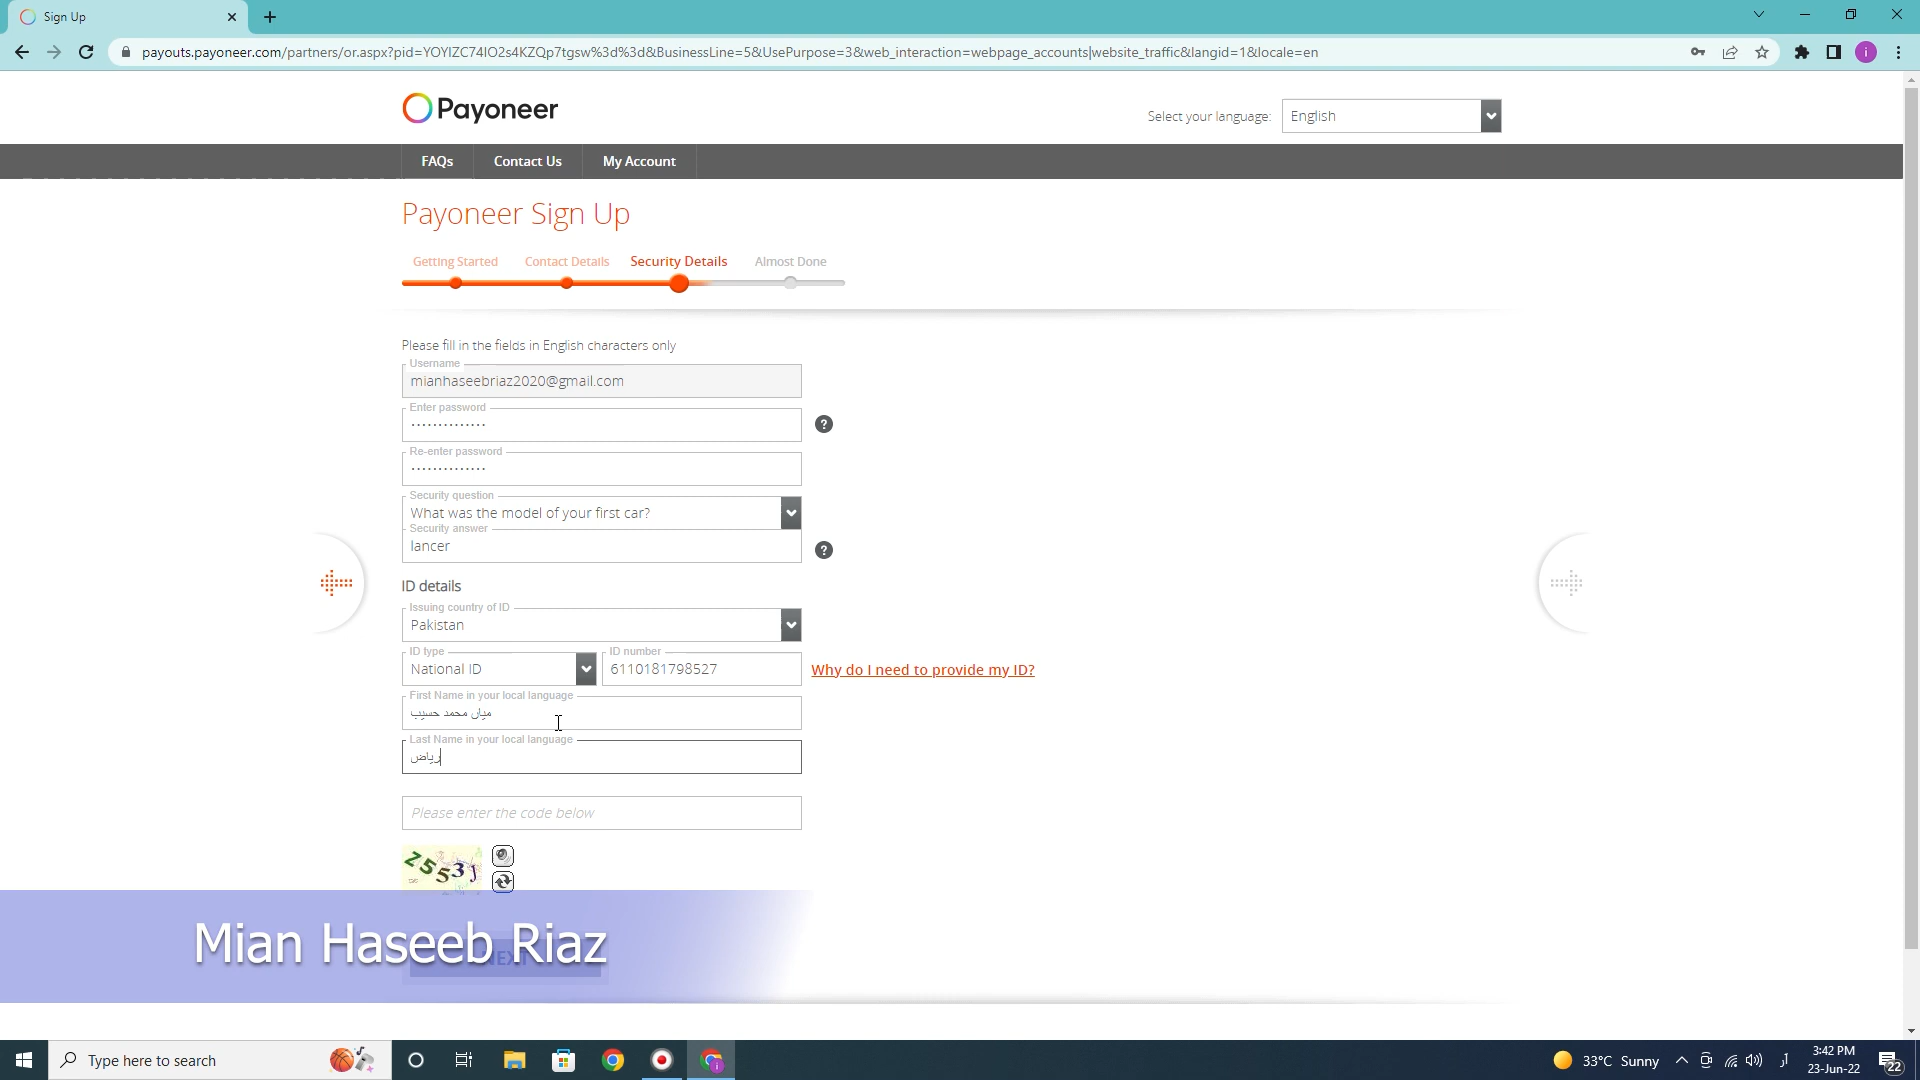 Sign Up
payouts.payoneer.com/partners/or.aspx?pid=YOYIZC74IO2s4KZQp7tgsw%3d%3d&BusinessLine=5&UsePurpose=3&web_interaction=webpage_accounts|website_traffic&langid=1&locale=en
i
Payoneer
Select your language:
English
FAQs
Contact Us
My Account
Payoneer Sign Up
Getting Started
Contact Details
Security Details
Almost Done
Please fill in the fields in English characters only
Username
mianhaseebriaz2020@gmail.com
Enter password
?
Re-enter password
Security question
What was the model of your first car?
Security answer
lancer
?
ID details
Issuing country of ID
Pakistan
ID type
National ID
ID number
6110181798527
Why do I need to provide my ID?
First Name in your local language
میاں محمد حسیب
Last Name in your local language
ریاض
Please enter the code below
Z553J
Mian Haseeb Riaz
NEXT
Type here to search
33°C Sunny
3:42 PM
23-Jun-22
22